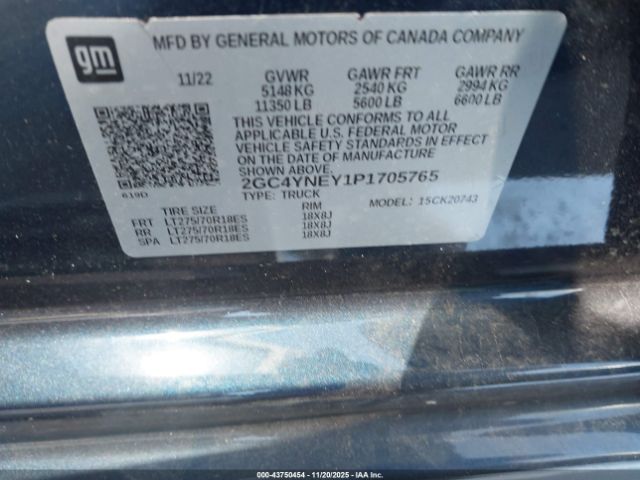 gm
MFD BY GENERAL MOTORS OF CANADA COMPANY
11/22 GVWR GAWR FRT GAWR RR
5148 KG 2540 KG 2994 KG
11350 LB 5600 LB 6600 LB
THIS VEHICLE CONFORMS TO ALL
APPLICABLE U.S. FEDERAL MOTOR
VEHICLE SAFETY STANDARDS IN EFFECT
ON THE DATE OF MANUFACTURE SHOWN
ABOVE.
2GC4YNEY1P1705765
619D
TYPE: TRUCK MODEL: 15CK20743
TIRE SIZE RIM
FRT LT275/70R18ES 18X8J
RR LT275/70R18ES 18X8J
SPA LT275/70R18ES 18X8J
000-43750454 - 11/20/2025 - IAA, Inc.